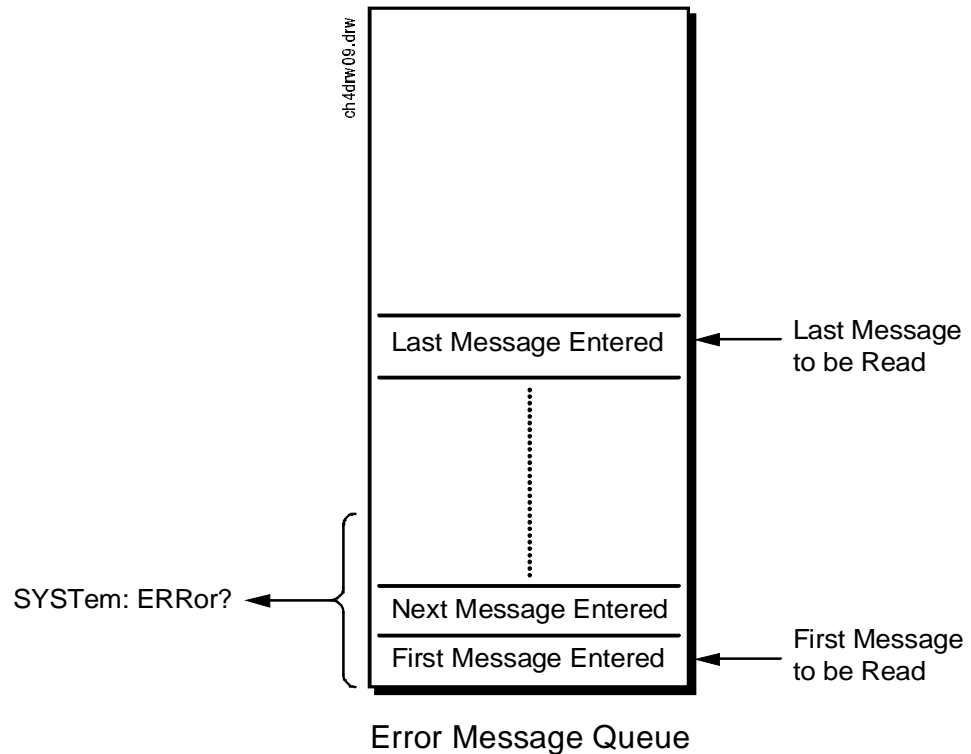 ch4drw09.drw
Last Message Entered
Last Message
to be Read
SYSTem: ERRor?
Next Message Entered
First Message Entered
First Message
to be Read
Error Message Queue